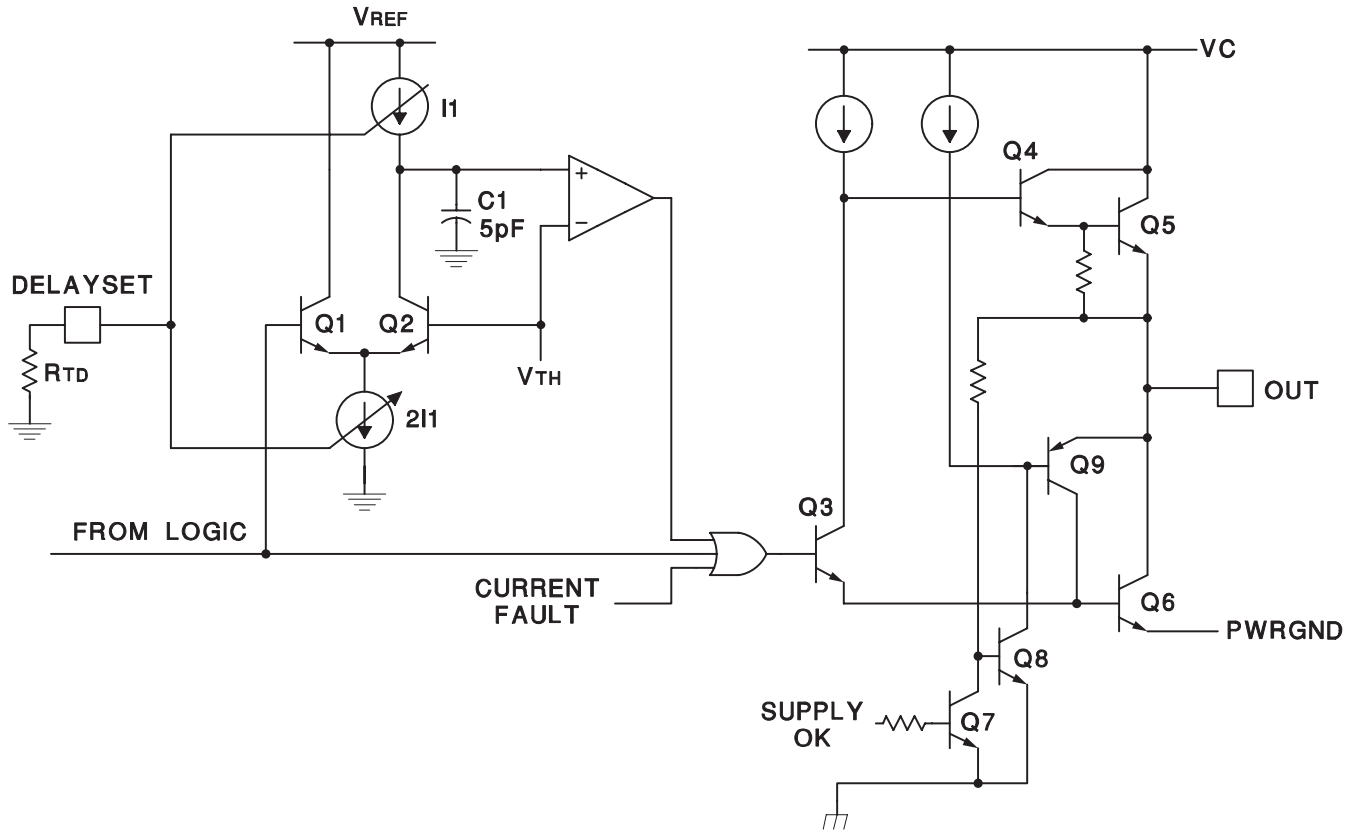 VREF
VC
I1
Q4
C1
5pF
+
−
Q5
DELAYSET
Q1
Q2
RTD
VTH
OUT
2I1
Q9
Q3
FROM LOGIC
CURRENT
FAULT
Q6
PWRGND
Q8
SUPPLY
OK
Q7